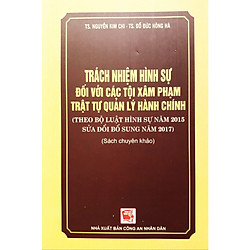 TS. NGUYỄN KIM CHI - TS. ĐỖ ĐỨC HỒNG HÀ
TRÁCH NHIỆM HÌNH SỰ
ĐỐI VỚI CÁC TỘI XÂM PHẠM
TRẬT TỰ QUẢN LÝ HÀNH CHÍNH
(THEO BỘ LUẬT HÌNH SỰ NĂM 2015
SỬA ĐỔI BỔ SUNG NĂM 2017)
(Sách chuyên khảo)
NHÀ XUẤT BẢN CÔNG AN NHÂN DÂN